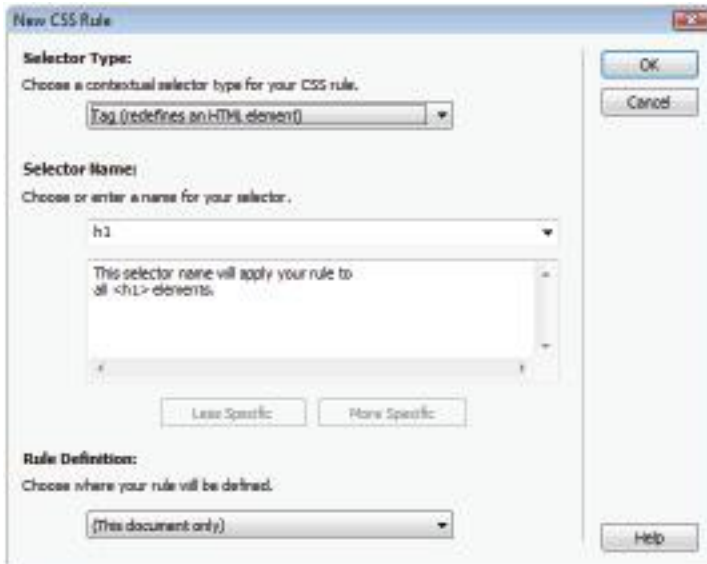 New CSS Rule
Selector Type:
Choose a contextual selector type for your CSS rule.
Tag (redefines an HTML element)
OK
Cancel
Selector Name:
Choose or enter a name for your selector.
h1
This selector name will apply your rule to
all <h1> elements.
Less Specific
More Specific
Rule Definition:
Choose where your rule will be defined.
(This document only)
Help